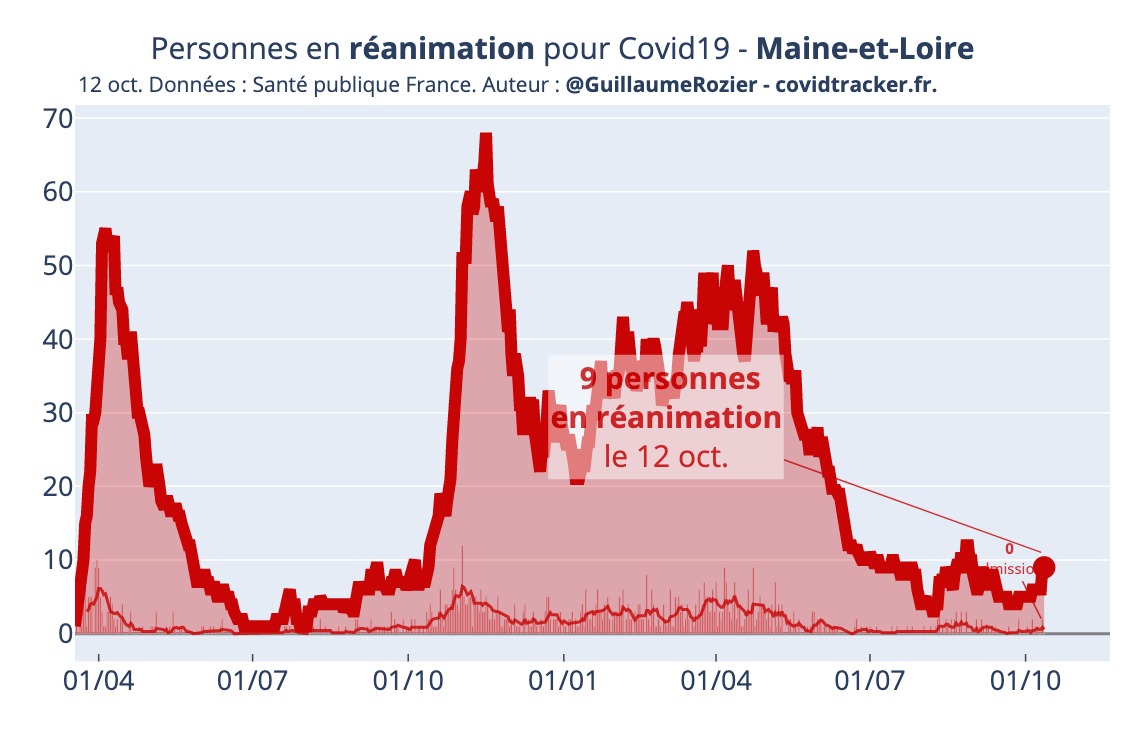 Personnes en réanimation pour Covid19 - Maine-et-Loire
12 oct. Données : Santé publique France. Auteur : @GuillaumeRozier - covidtracker.fr.
70
60
50
40
30
20
10
0
9 personnes
en réanimation
le 12 oct.
0
01/04 01/07 01/10 01/01 01/04 01/07 01/10